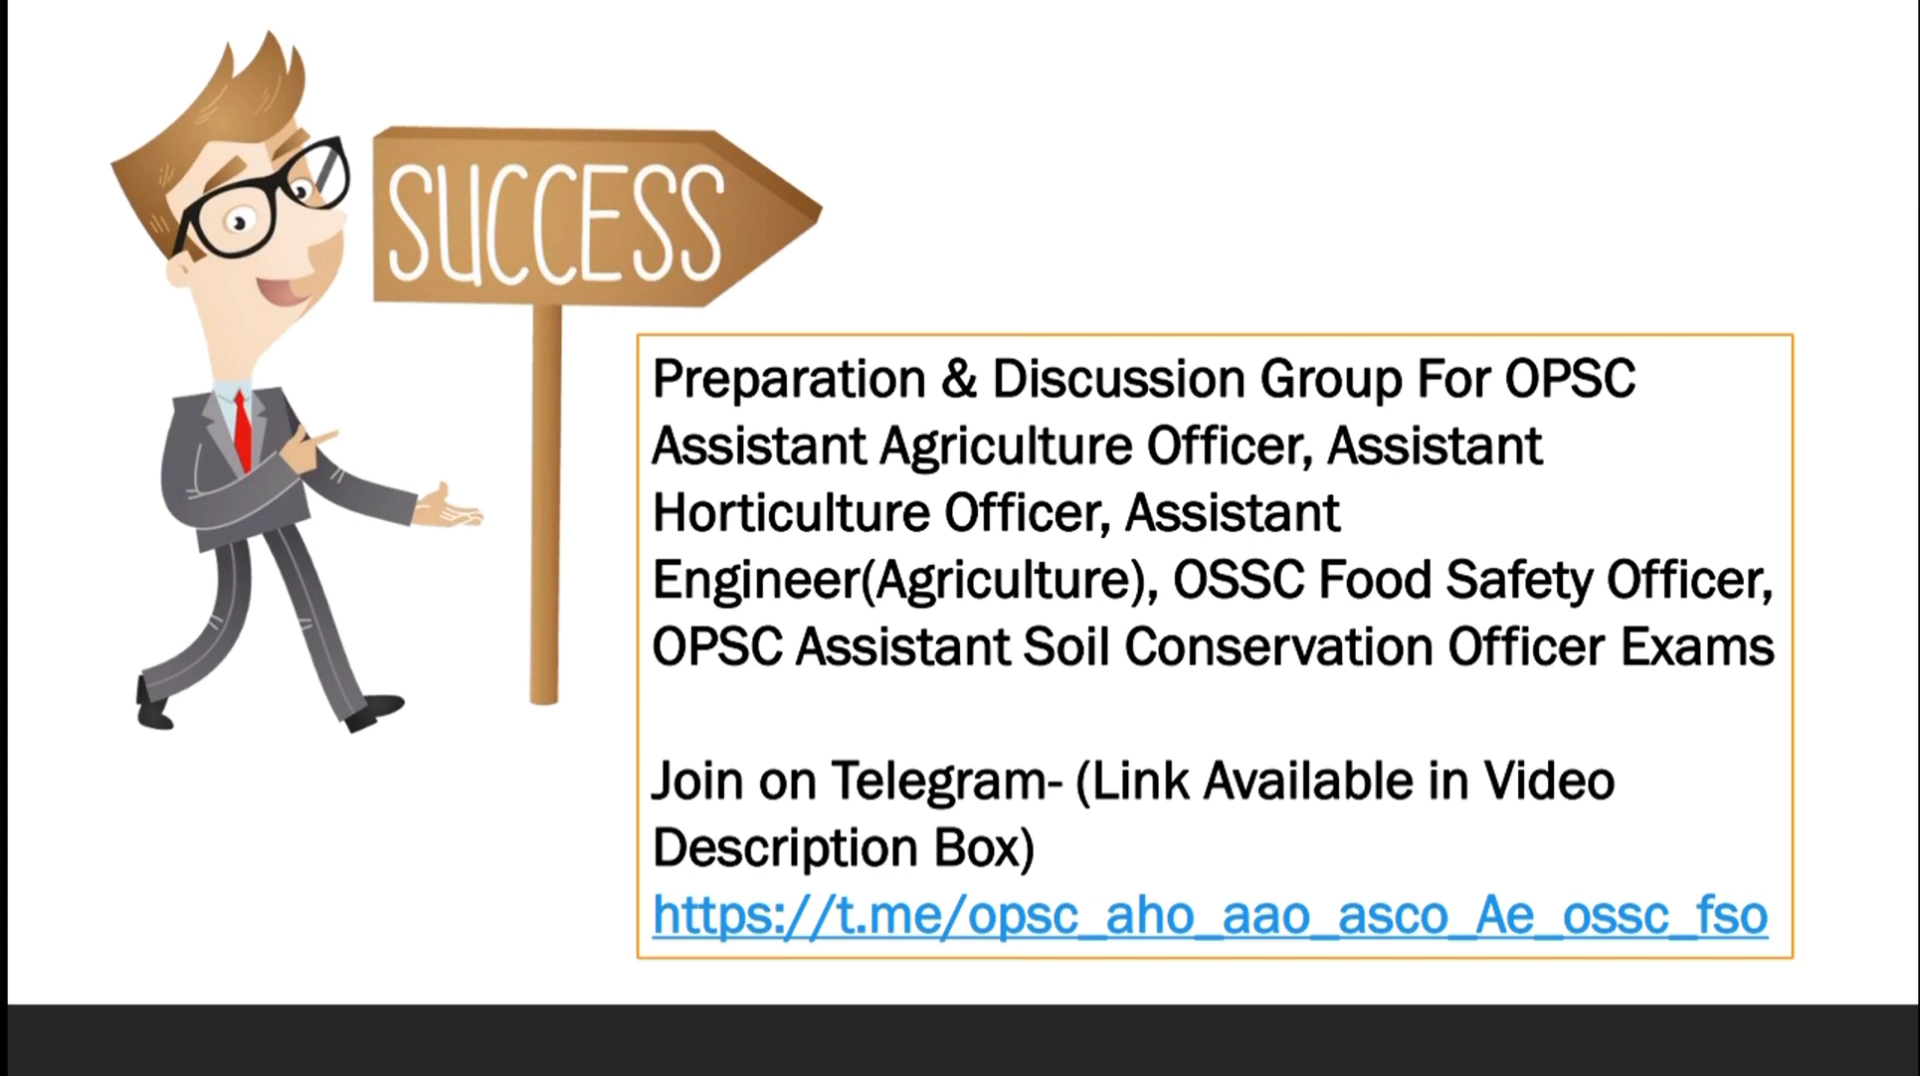 SUCCESS
Preparation & Discussion Group For OPSC
Assistant Agriculture Officer, Assistant
Horticulture Officer, Assistant
Engineer(Agriculture), OSSC Food Safety Officer,
OPSC Assistant Soil Conservation Officer Exams
Join on Telegram- (Link Available in Video
Description Box)
https://t.me/opsc_aho_aao_asco_Ae_ossc_fso